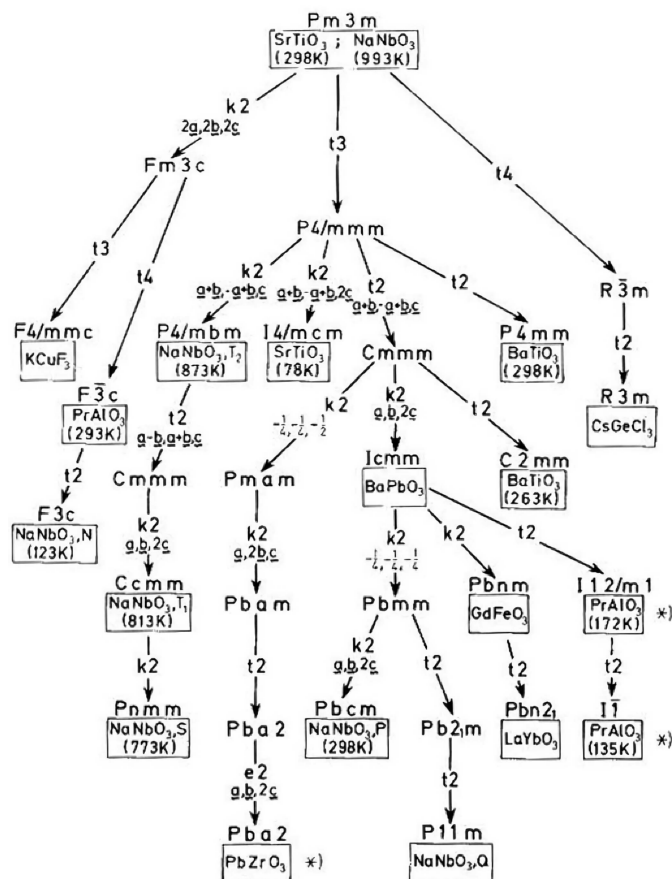 Pm3m
SrTiO₃ ; NaNbO₃
(298K) (993K)
k2
2a,2b,2c
t3
t4
Fm3c
t3
t4
P4/mmm
k2
a+b,-a+b,c
k2
a+b,-a+b,2c
t2
a+b,-a+b,c
t2
R3̄m
t2
F4/mmc
KCuF₃
P4/mbm
NaNbO₃,T₂
(873K)
I4/mcm
SrTiO₃
(78K)
Cmmm
P4mm
BaTiO₃
(298K)
R3m
CsGeCl₃
F3̄c
PrAlO₃
(293K)
t2
a-b,a+b,c
k2
-¼,-¼,-½
k2
a,b,2c
t2
t2
Cmmm
Pmam
Icmm
BaPbO₃
C2mm
BaTiO₃
(263K)
F3c
NaNbO₃,N
(123K)
k2
a,b,2c
k2
a,2b,c
k2
-¼,-¼,-¼
k2
t2
Ccmm
NaNbO₃,T₁
(813K)
Pbam
Pbmm
Pbnm
GdFeO₃
I12/m1
PrAlO₃
(172K)
*)
k2
t2
k2
a,b,2c
t2
t2
t2
Pnmm
NaNbO₃,S
(773K)
Pba2
Pbcm
NaNbO₃,P
(298K)
Pb2₁m
Pbn2₁
LaYbO₃
I1̄
PrAlO₃
(135K)
*)
e2
a,b,2c
t2
Pba2
PbZrO₃
*)
P11m
NaNbO₃,Q